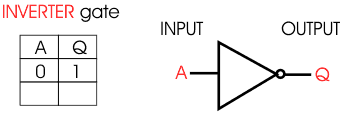 INVERTER gate
INPUT OUTPUT
A Q
0 1
A Q